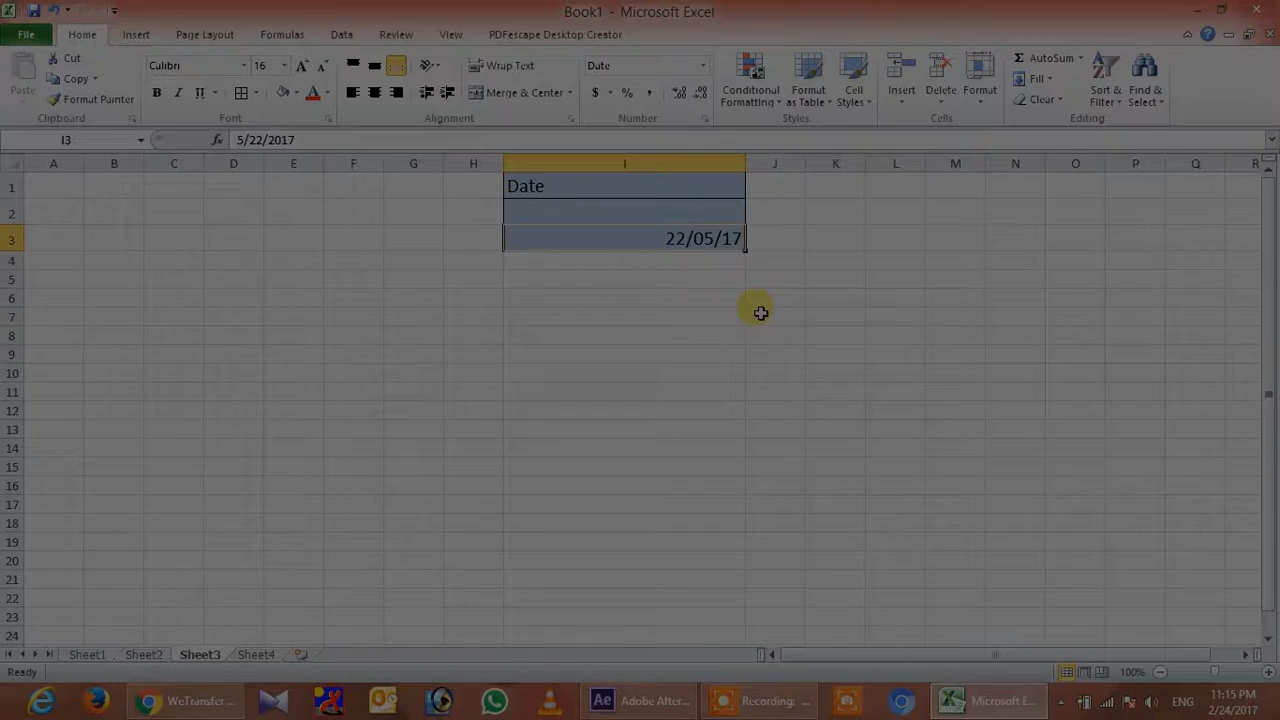 Book1 - Microsoft Excel
File Home Insert Page Layout Formulas Data Review View PDFescape Desktop Creator
Cut
Copy
Format Painter
Paste
Clipboard
Calibri 16
B I U
Font
Wrap Text
Merge & Center
Alignment
Date
$ % ,
Number
Conditional Formatting
Format as Table
Cell Styles
Styles
Insert Delete Format
Cells
AutoSum
Fill
Clear
Sort & Filter
Find & Select
Editing
I3 fx 5/22/2017
A B C D E F G H I J K L M N O P Q R
1 Date
2
3 22/05/17
4
5
6
7
8
9
10
11
12
13
14
15
16
17
18
19
20
21
22
23
24
Sheet1 Sheet2 Sheet3 Sheet4
Ready 100%
WeTransfer ... Ae Adobe After... Recording: ... Microsoft E... ENG 11:15 PM
2/24/2017